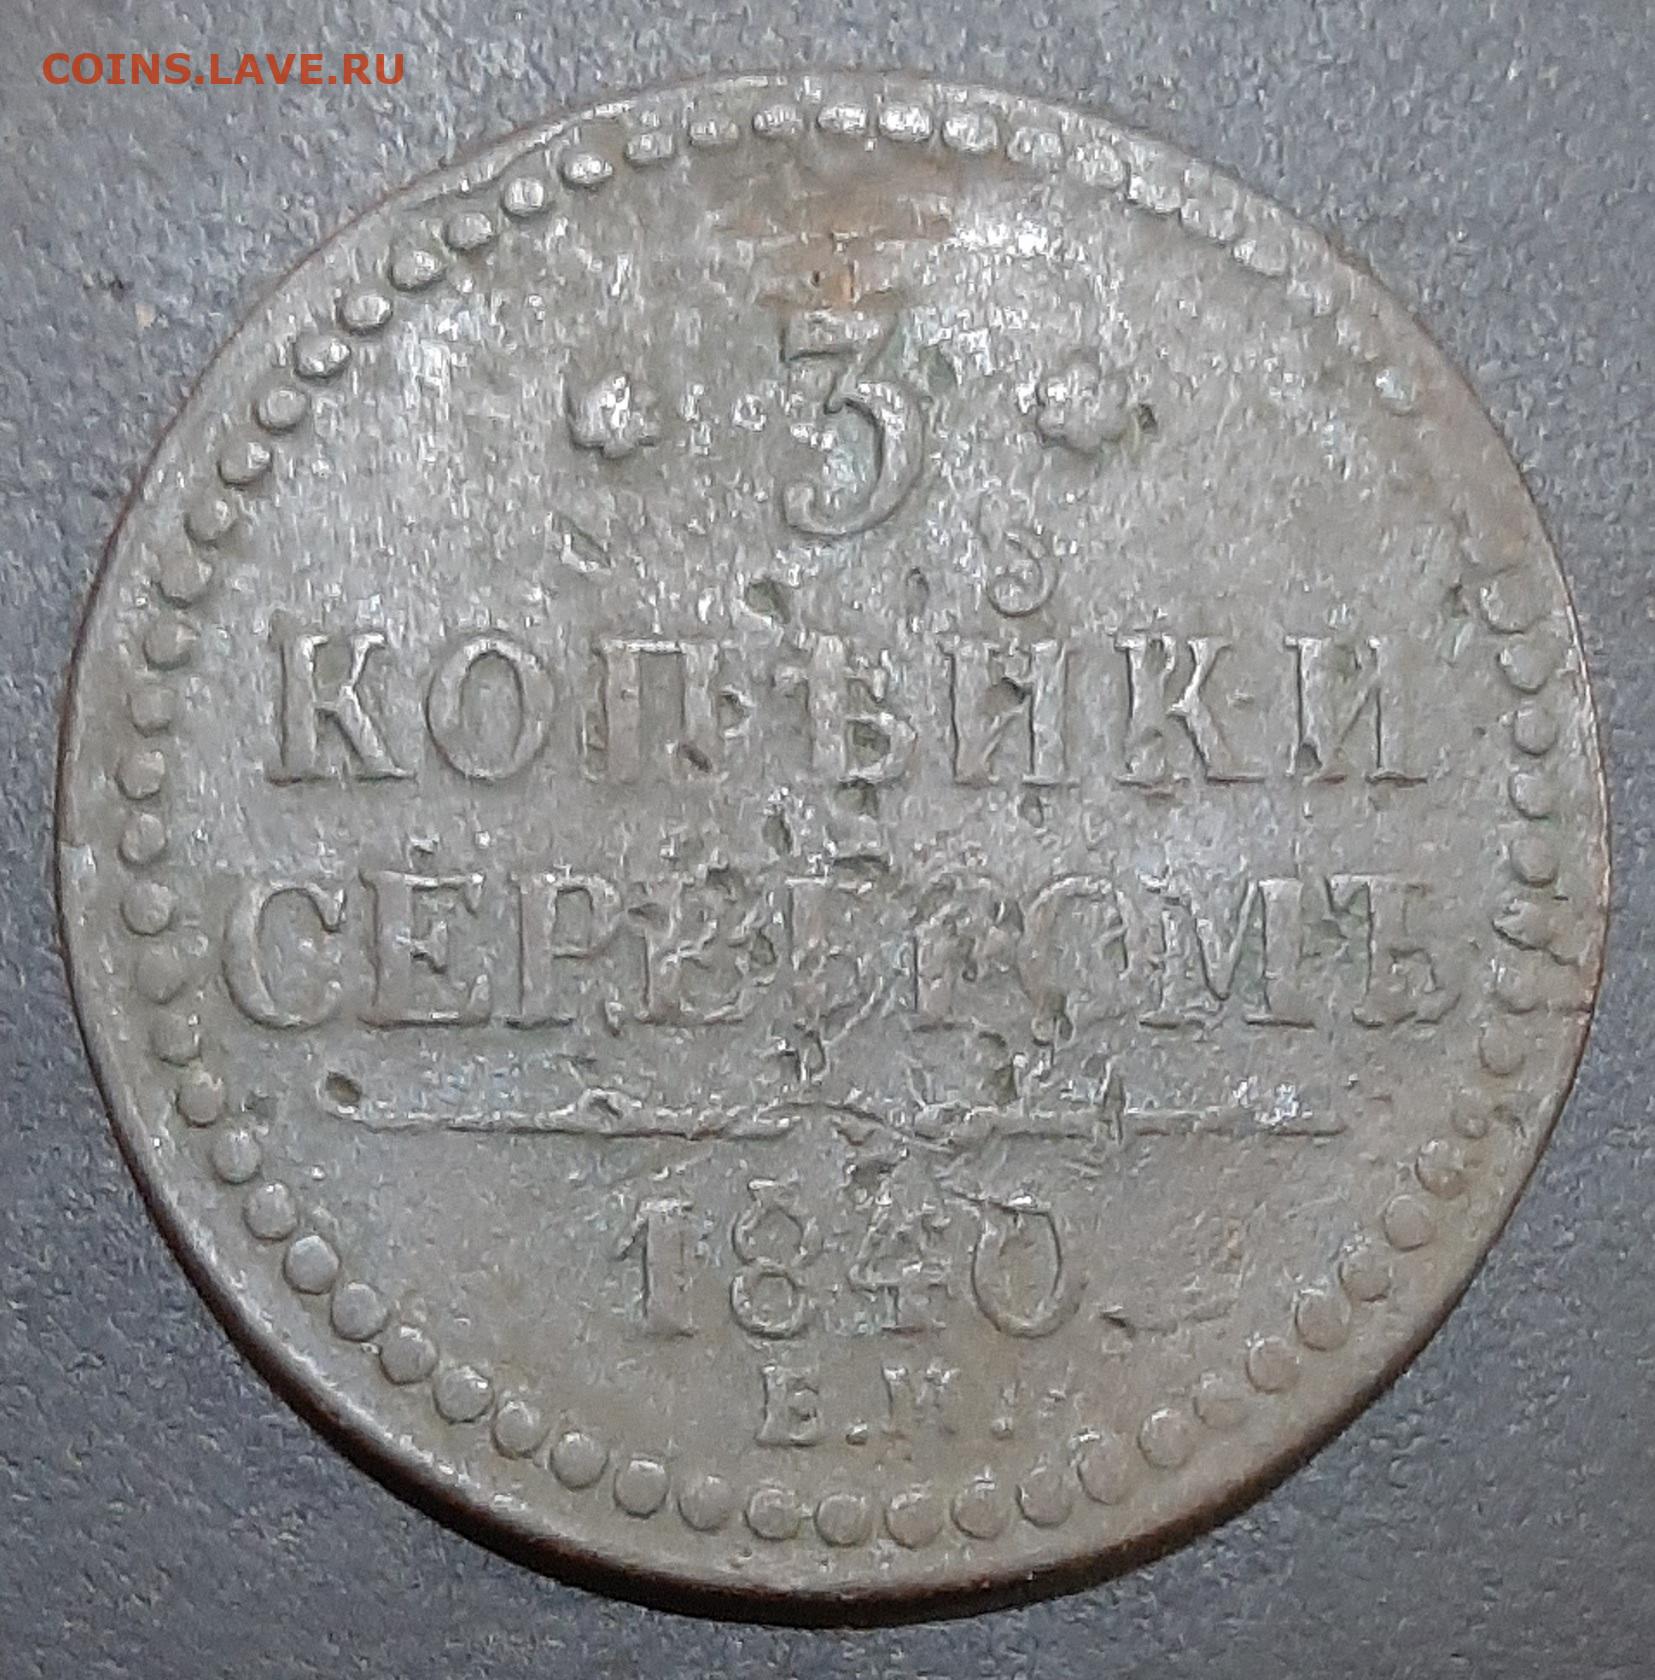 COINS.LAVE.RU
3
КОПѢЙКИ
СЕРЕБРОМЪ
1840.
Е.М.